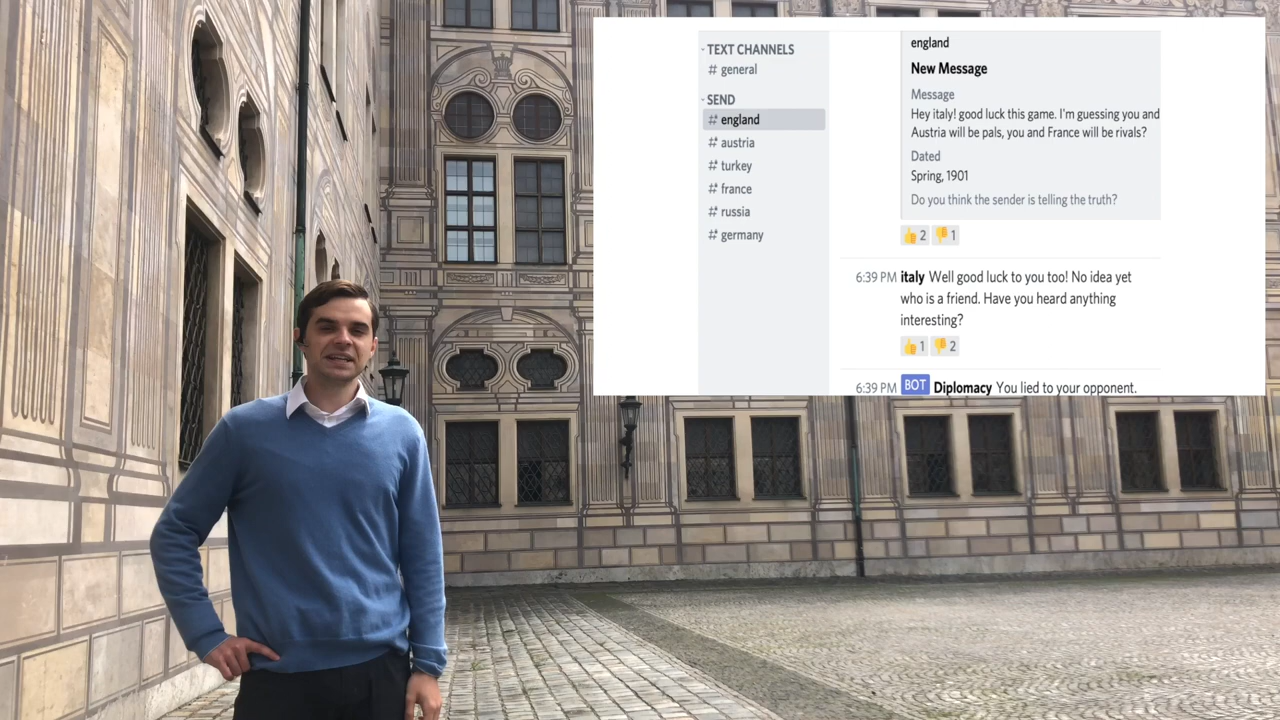 TEXT CHANNELS
# general
SEND
# england
# austria
# turkey
# france
# russia
# germany
england
New Message
Message
Hey italy! good luck this game. I'm guessing you and
Austria will be pals, you and France will be rivals?
Dated
Spring, 1901
Do you think the sender is telling the truth?
👍 2 👎 1
6:39 PM italy Well good luck to you too! No idea yet
who is a friend. Have you heard anything
interesting?
👍 1 👎 2
6:39 PM BOT Diplomacy You lied to your opponent.